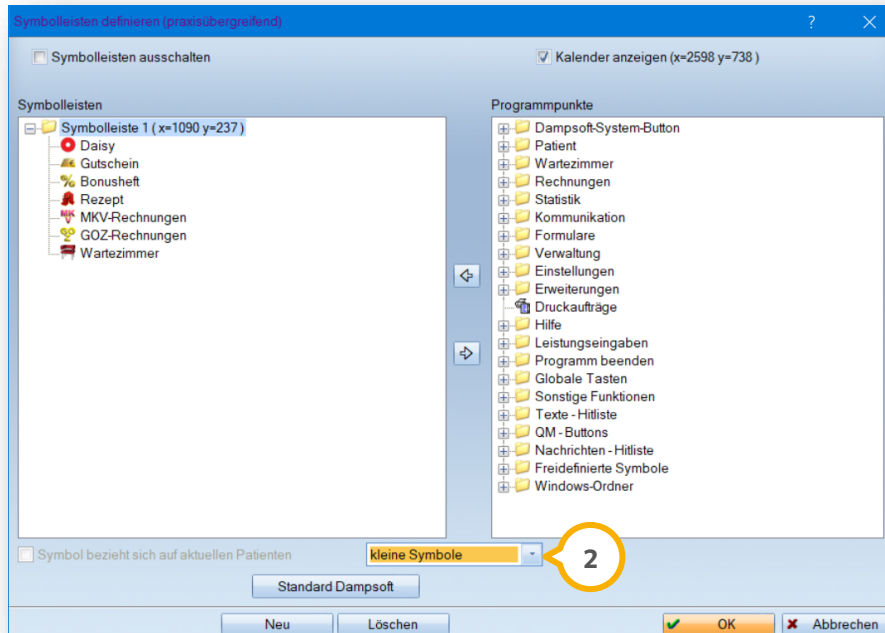 Symbolleisten definieren (praxisübergreifend)
?
Symbolleisten ausschalten
Kalender anzeigen (x=2598 y=738 )
Symbolleisten
Programmpunkte
Symbolleiste 1 ( x=1090 y=237 )
Daisy
Gutschein
Bonusheft
Rezept
MKV-Rechnungen
GOZ-Rechnungen
Wartezimmer
Dampsoft-System-Button
Patient
Wartezimmer
Rechnungen
Statistik
Kommunikation
Formulare
Verwaltung
Einstellungen
Erweiterungen
Druckaufträge
Hilfe
Leistungseingaben
Programm beenden
Globale Tasten
Sonstige Funktionen
Texte - Hitliste
QM - Buttons
Nachrichten - Hitliste
Freidefinierte Symbole
Windows-Ordner
Symbol bezieht sich auf aktuellen Patienten
kleine Symbole
2
Standard Dampsoft
Neu
Löschen
OK
Abbrechen